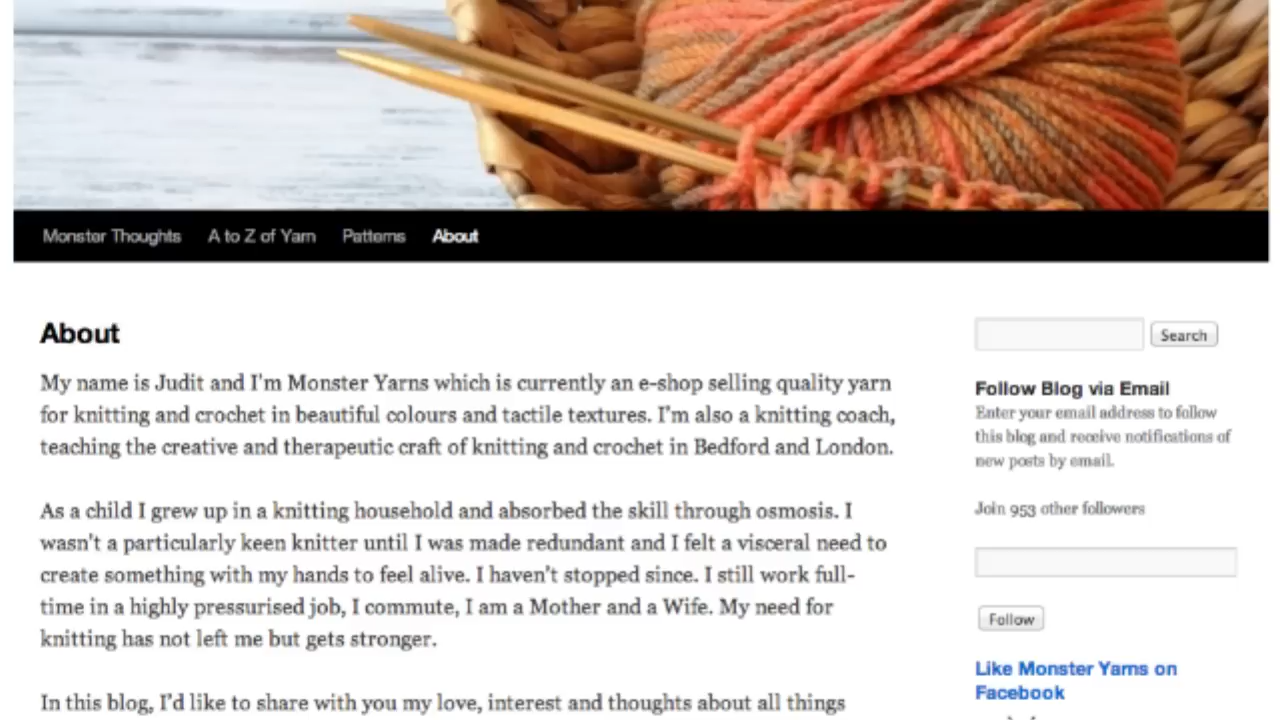 Monster Thoughts A to Z of Yarn Patterns About
About
My name is Judit and I'm Monster Yarns which is currently an e-shop selling quality yarn
for knitting and crochet in beautiful colours and tactile textures. I'm also a knitting coach,
teaching the creative and therapeutic craft of knitting and crochet in Bedford and London.
As a child I grew up in a knitting household and absorbed the skill through osmosis. I
wasn't a particularly keen knitter until I was made redundant and I felt a visceral need to
create something with my hands to feel alive. I haven't stopped since. I still work full-
time in a highly pressurised job, I commute, I am a Mother and a Wife. My need for
knitting has not left me but gets stronger.
In this blog, I'd like to share with you my love, interest and thoughts about all things
Search
Follow Blog via Email
Enter your email address to follow
this blog and receive notifications of
new posts by email.
Join 953 other followers
Follow
Like Monster Yarns on
Facebook